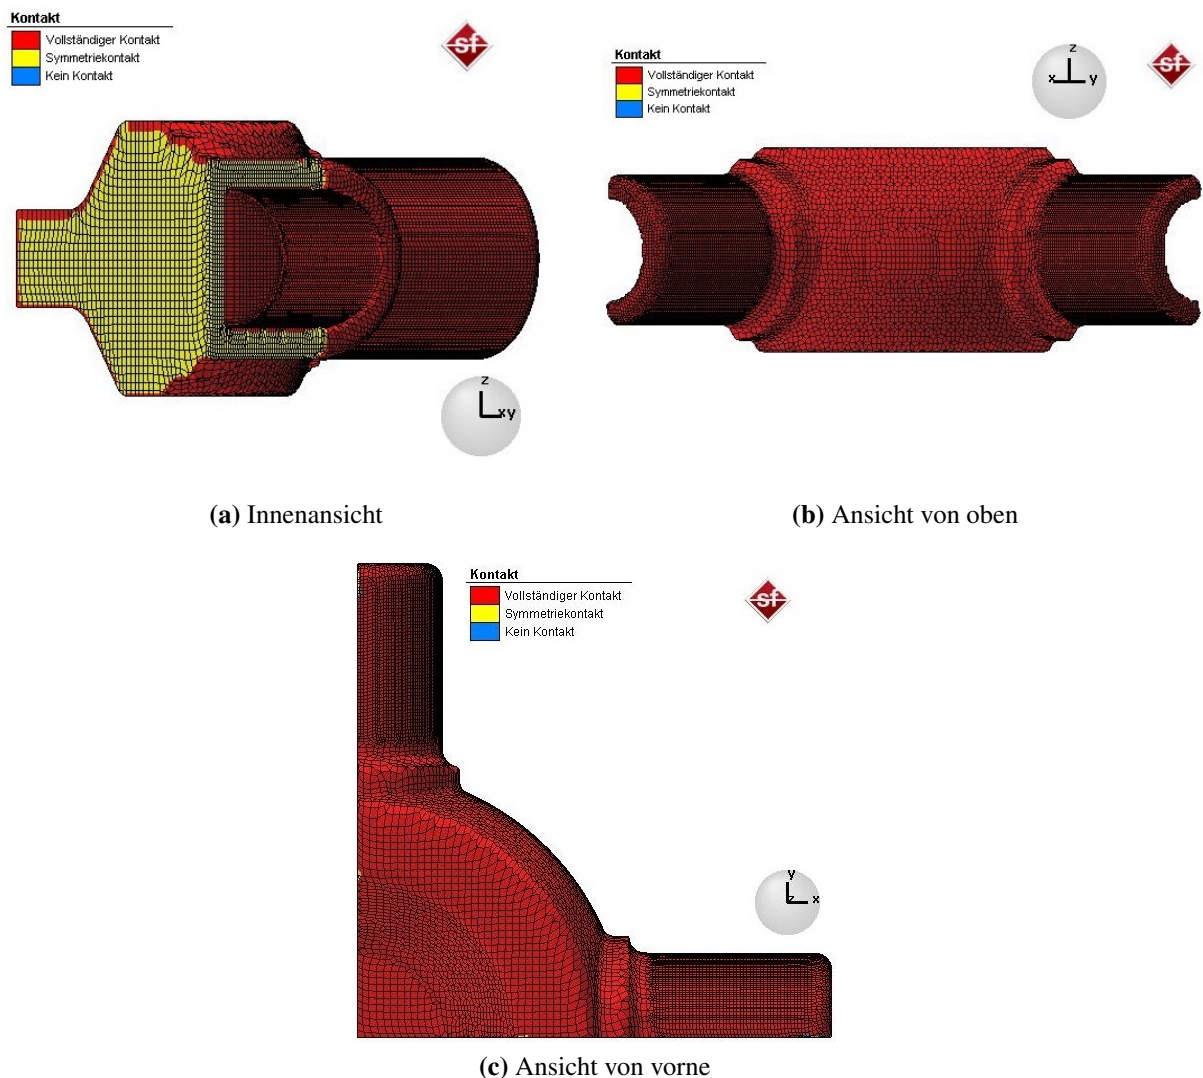 Kontakt
Vollständiger Kontakt
Symmetriekontakt
Kein Kontakt
sf
z
xy
(a) Innenansicht
Kontakt
Vollständiger Kontakt
Symmetriekontakt
Kein Kontakt
z
x y
sf
(b) Ansicht von oben
Kontakt
Vollständiger Kontakt
Symmetriekontakt
Kein Kontakt
sf
y
z x
(c) Ansicht von vorne